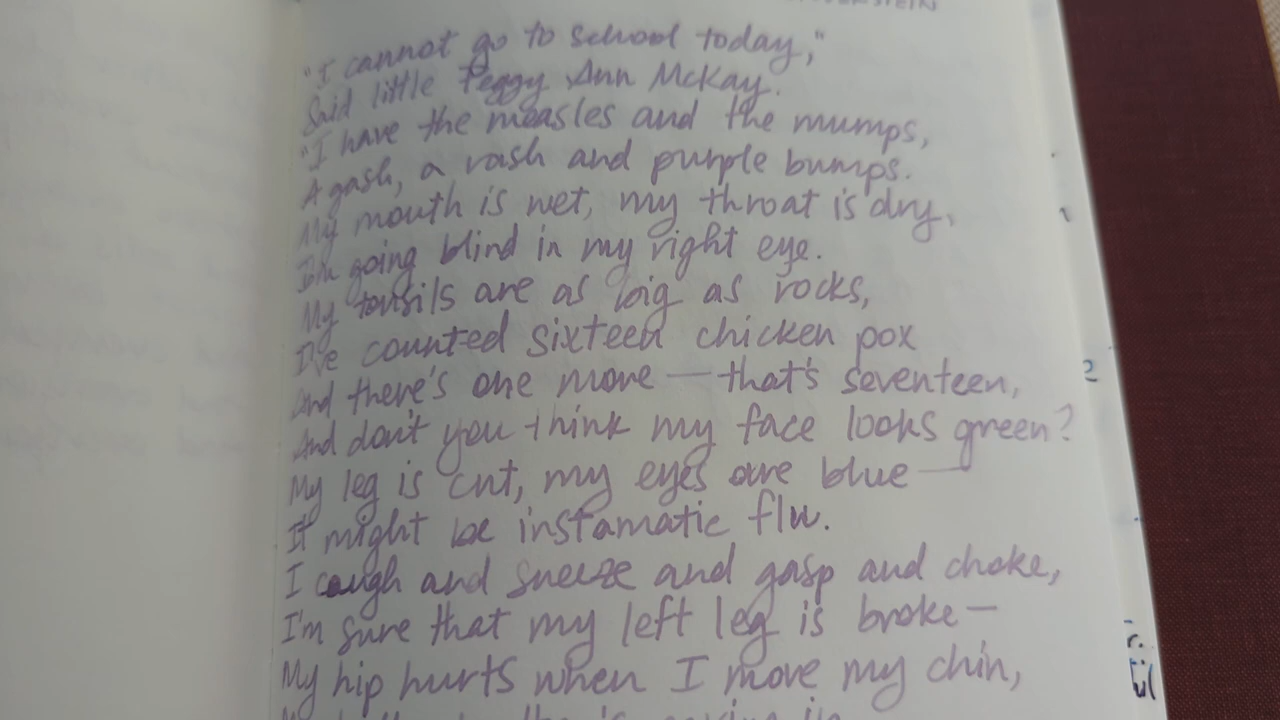 "I cannot go to school today,"
Said little Peggy Ann McKay.
"I have the measles and the mumps,
A gash, a rash and purple bumps.
My mouth is wet, my throat is dry,
I'm going blind in my right eye.
My tonsils are as big as rocks,
I've counted sixteen chicken pox
And there's one more—that's seventeen,
And don't you think my face looks green?
My leg is cut, my eyes are blue—
It might be instamatic flu.
I cough and sneeze and gasp and choke,
I'm sure that my left leg is broke—
My hip hurts when I move my chin,